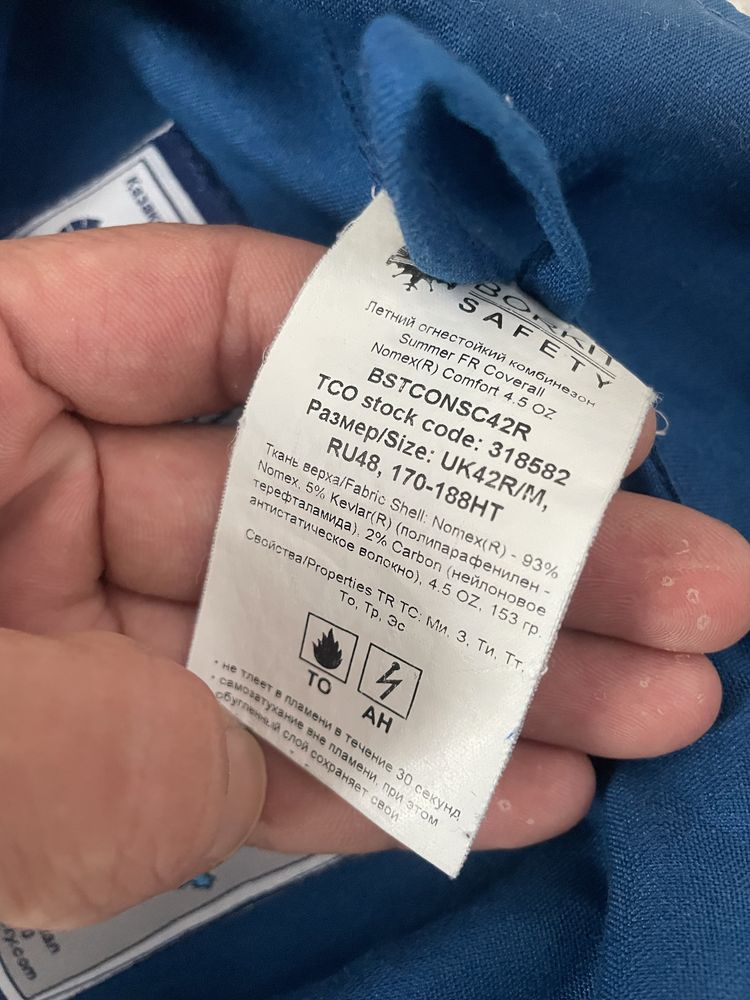 BORKIT
SAFETY
Летний огнестойкий комбинезон
Summer FR Coverall
Nomex(R) Comfort 4.5 OZ
BSTCONSC42R
TCO stock code: 318582
Размер/Size: UK42R/M,
RU48, 170-188HT
Ткань верха/Fabric Shell: Nomex(R) - 93%
Nomex, 5% Kevlar(R) (полипарафенилен -
терефталамида), 2% Carbon (нейлоновое
антистатическое волокно), 4.5 OZ, 153 гр.
Свойства/Properties TR TC: Ми, З, Ти, Тт,
То, Тр, Эс
ТО
АН
• не тлеет в пламени в течение 30 секунд
• самозатухание вне пламени, при этом
обугленный слой сохраняет свои